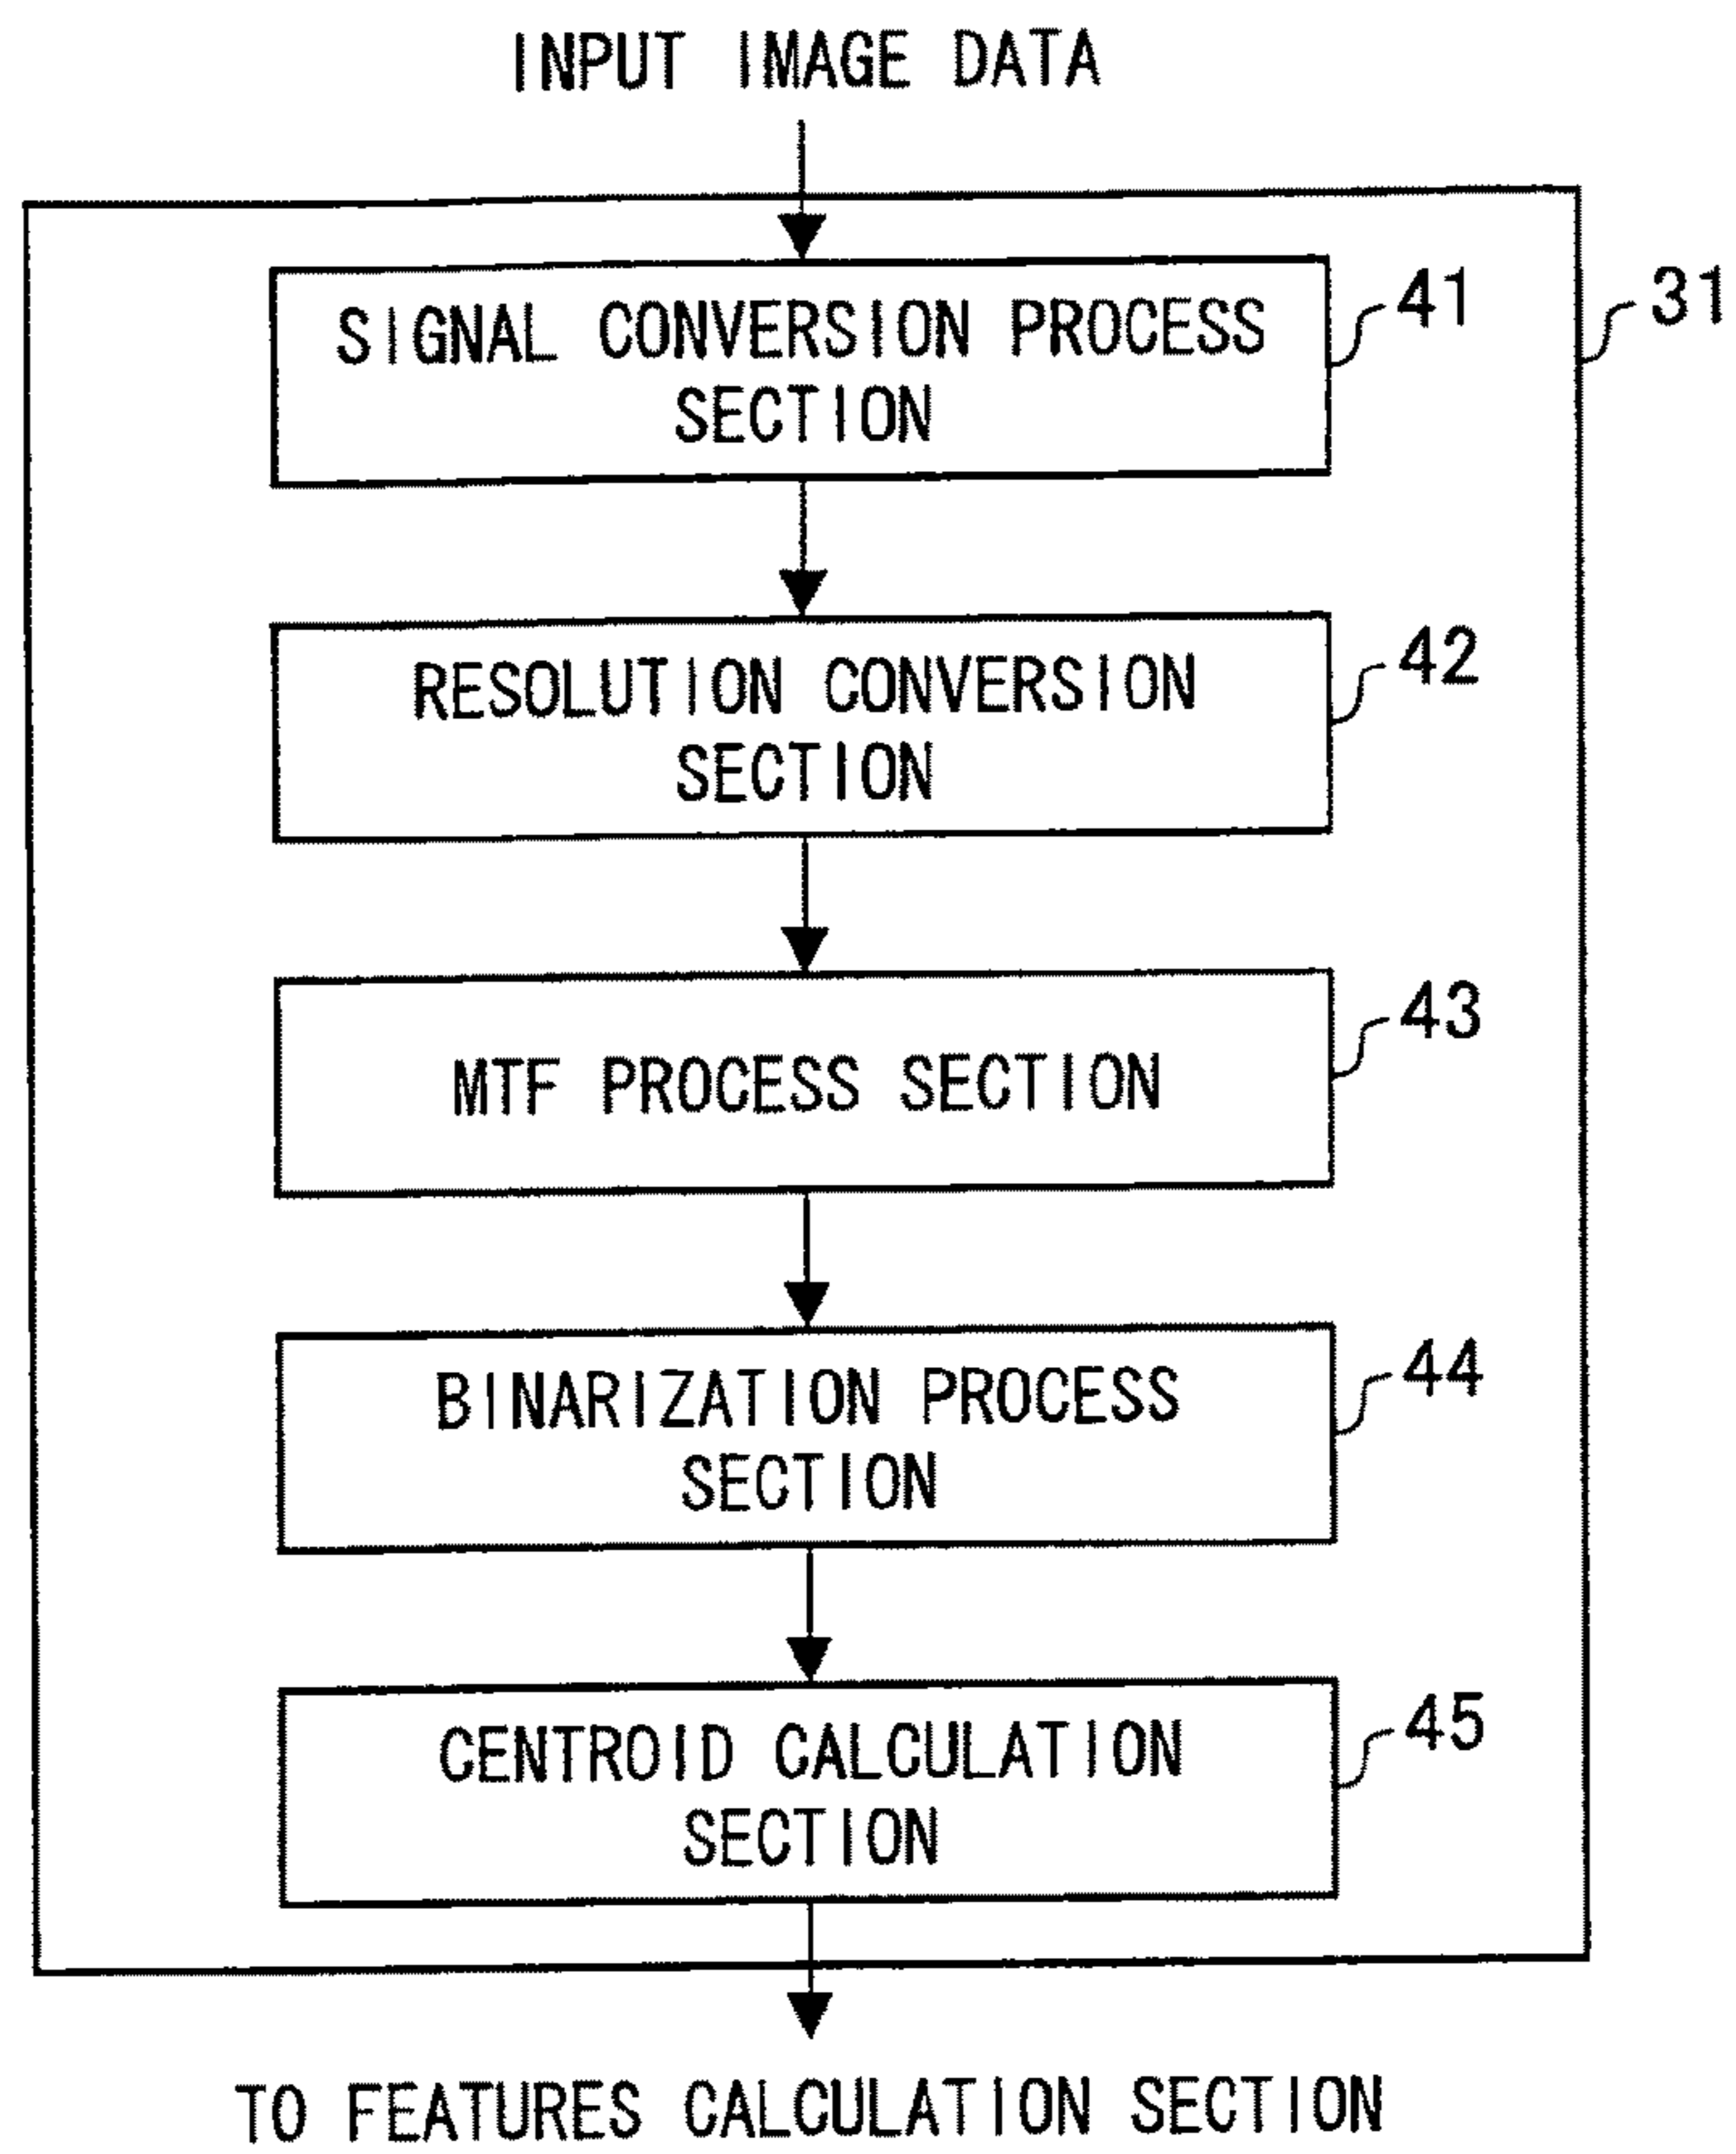 INPUT IMAGE DATA
31
SIGNAL CONVERSION PROCESS
SECTION
41
RESOLUTION CONVERSION
SECTION
42
MTF PROCESS SECTION
43
BINARIZATION PROCESS
SECTION
44
CENTROID CALCULATION
SECTION
45
TO FEATURES CALCULATION SECTION